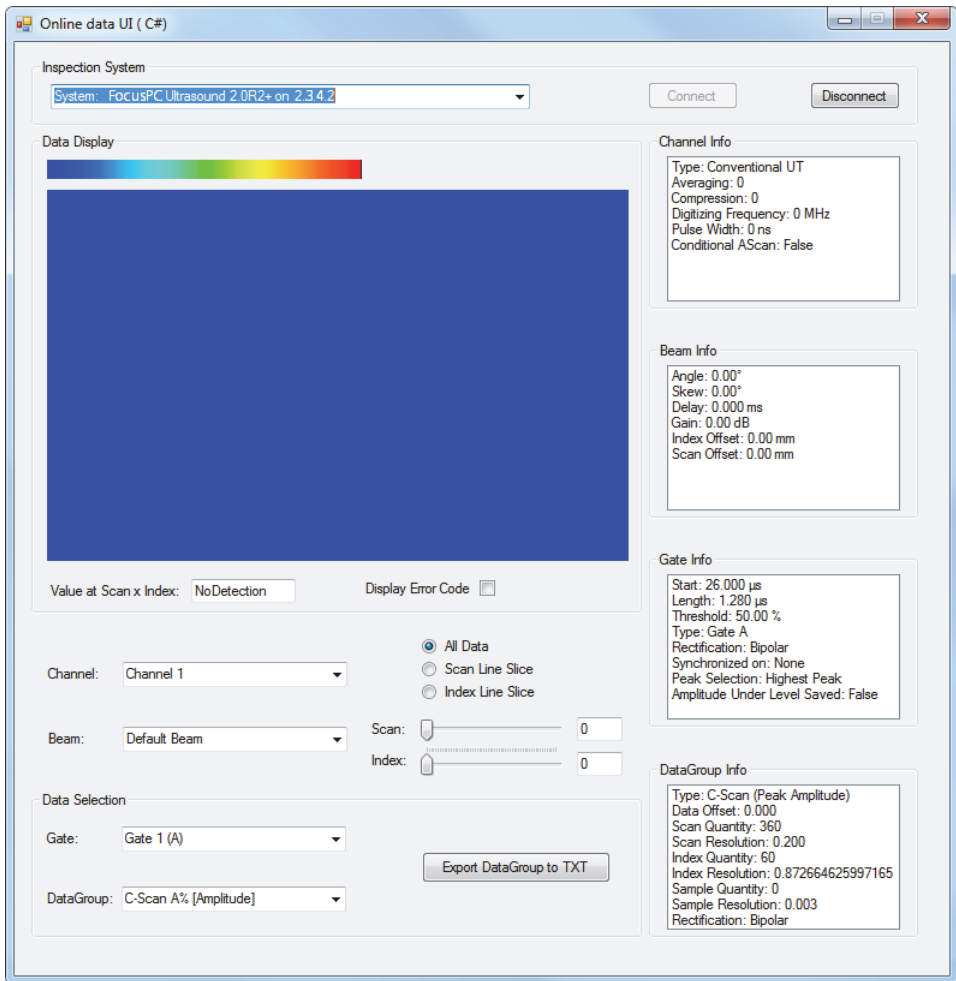 Online data UI ( C#)
Inspection System
System: FocusPC Ultrasound 2.0R2+ on 2.3.4.2
Connect
Disconnect
Data Display
Value at Scan x Index: NoDetection
Display Error Code
Channel: Channel 1
Beam: Default Beam
All Data
Scan Line Slice
Index Line Slice
Scan: 0
Index: 0
Data Selection
Gate: Gate 1 (A)
DataGroup: C-Scan A% [Amplitude]
Export DataGroup to TXT
Channel Info
Type: Conventional UT
Averaging: 0
Compression: 0
Digitizing Frequency: 0 MHz
Pulse Width: 0 ns
Conditional AScan: False
Beam Info
Angle: 0.00°
Skew: 0.00°
Delay: 0.000 ms
Gain: 0.00 dB
Index Offset: 0.00 mm
Scan Offset: 0.00 mm
Gate Info
Start: 26.000 µs
Length: 1.280 µs
Threshold: 50.00 %
Type: Gate A
Rectification: Bipolar
Synchronized on: None
Peak Selection: Highest Peak
Amplitude Under Level Saved: False
DataGroup Info
Type: C-Scan (Peak Amplitude)
Data Offset: 0.000
Scan Quantity: 360
Scan Resolution: 0.200
Index Quantity: 60
Index Resolution: 0.872664625997165
Sample Quantity: 0
Sample Resolution: 0.003
Rectification: Bipolar